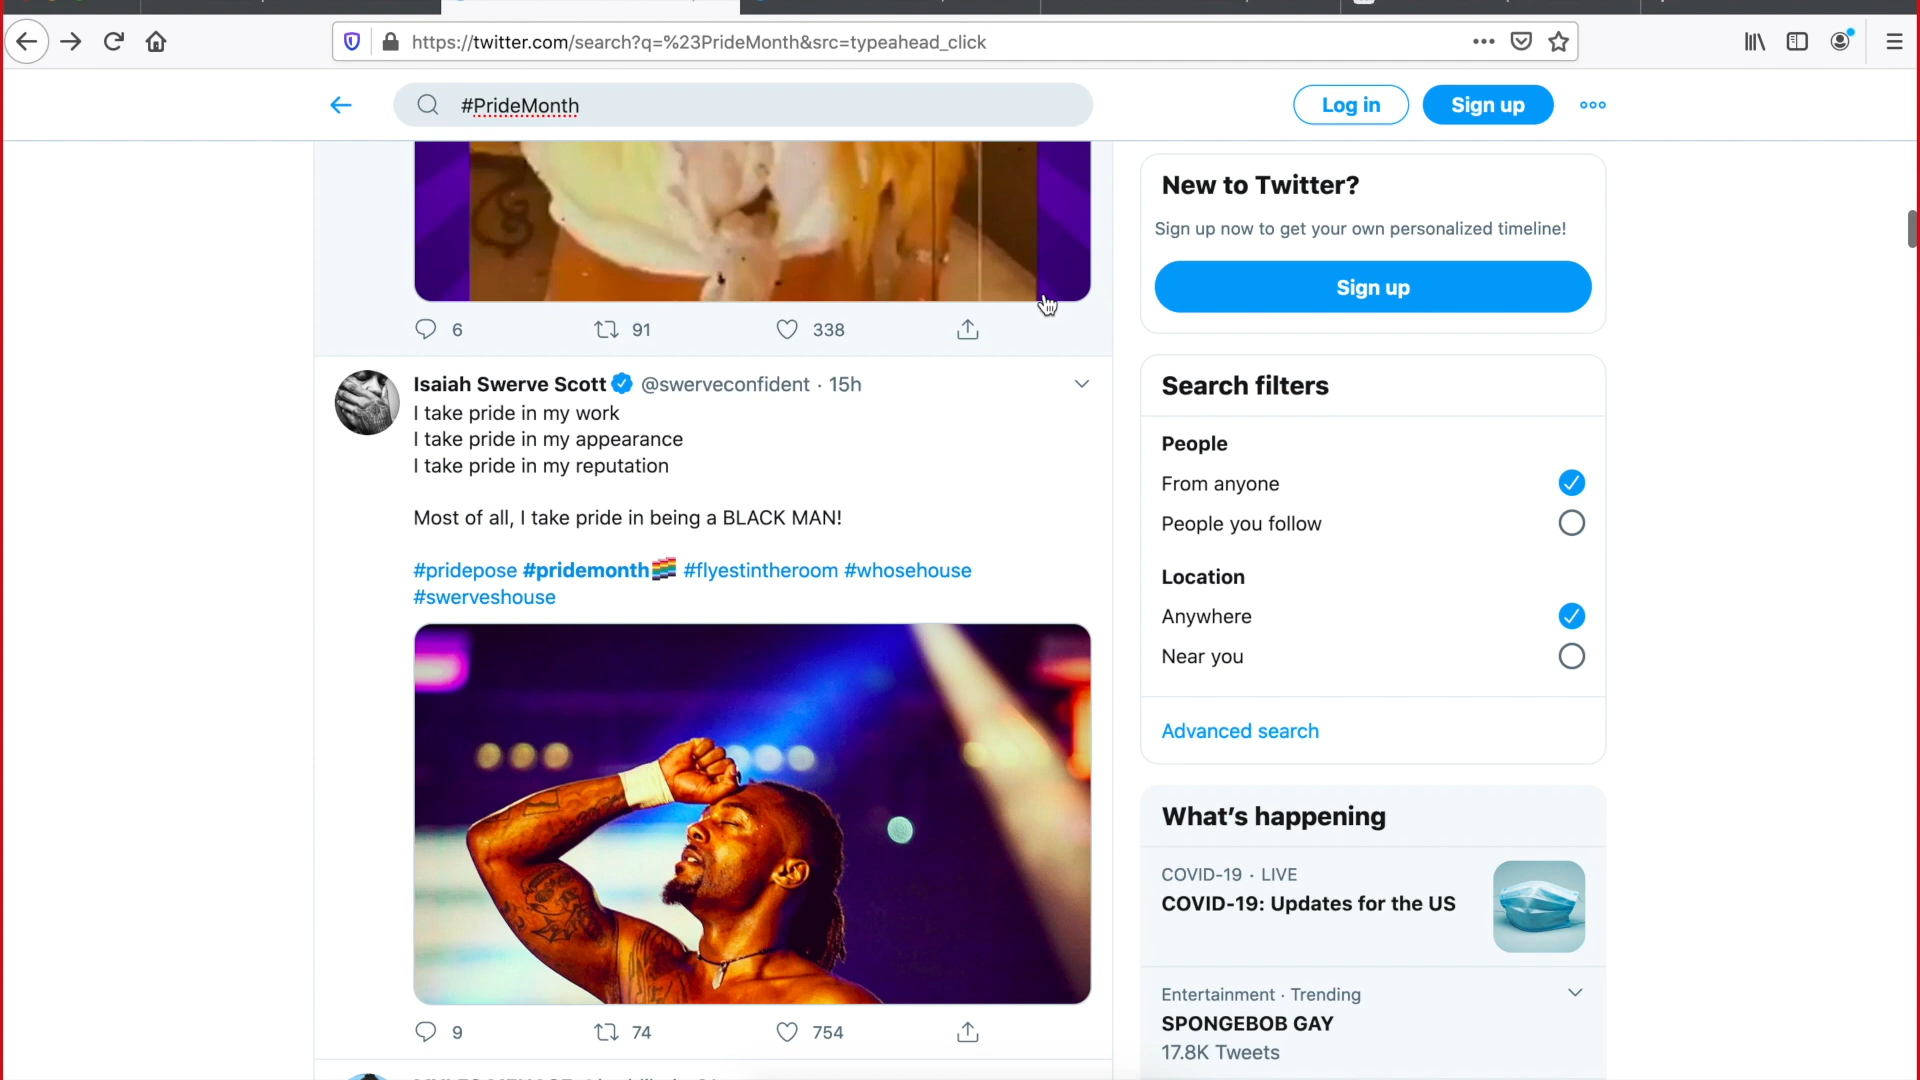 https://twitter.com/search?q=%23PrideMonth&src=typeahead_click
#PrideMonth
Log in
Sign up
6
91
338
Isaiah Swerve Scott @swerveconfident · 15h
I take pride in my work
I take pride in my appearance
I take pride in my reputation
Most of all, I take pride in being a BLACK MAN!
#pridepose #pridemonth #flyestintheroom #whosehouse
#swerveshouse
9
74
754
New to Twitter?
Sign up now to get your own personalized timeline!
Sign up
Search filters
People
From anyone
People you follow
Location
Anywhere
Near you
Advanced search
What's happening
COVID-19 · LIVE
COVID-19: Updates for the US
Entertainment · Trending
SPONGEBOB GAY
17.8K Tweets